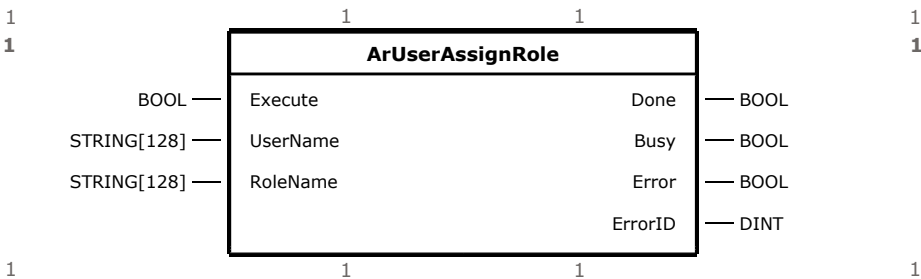 1 1 1 1
1 1
ArUserAssignRole
BOOL Execute Done BOOL
STRING[128] UserName Busy BOOL
STRING[128] RoleName Error BOOL
ErrorID DINT
1 1 1 1